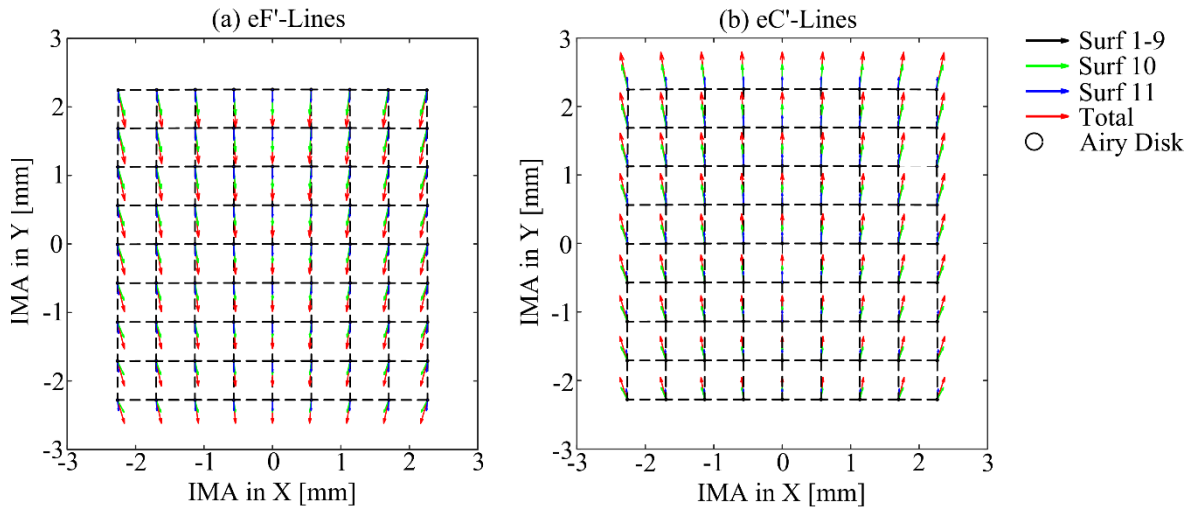 (a) eF'-Lines
3
2
1
0
-1
-2
-3
-3 -2 -1 0 1 2 3
IMA in Y [mm]
IMA in X [mm]
(b) eC'-Lines
3
2
1
0
-1
-2
-3
-3 -2 -1 0 1 2 3
IMA in Y [mm]
IMA in X [mm]
Surf 1-9
Surf 10
Surf 11
Total
Airy Disk